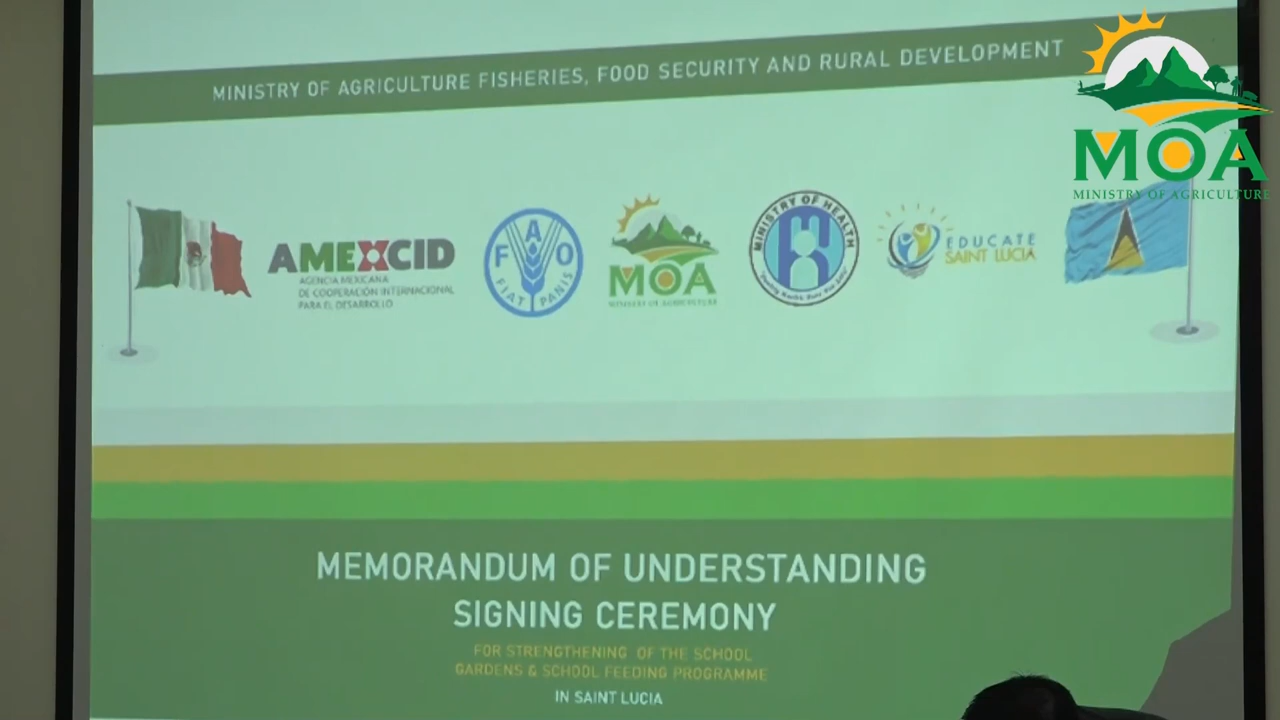 MINISTRY OF AGRICULTURE FISHERIES, FOOD SECURITY AND RURAL DEVELOPMENT
MOA
MINISTRY OF AGRICULTURE
AMEXCID
AGENCIA MEXICANA
DE COOPERACIÓN INTERNACIONAL
PARA EL DESARROLLO
FAO
FIAT PANIS
MOA
MINISTRY OF AGRICULTURE
MINISTRY OF HEALTH
EDUCATE
SAINT LUCIA
MEMORANDUM OF UNDERSTANDING
SIGNING CEREMONY
FOR STRENGTHENING OF THE SCHOOL
GARDENS & SCHOOL FEEDING PROGRAMME
IN SAINT LUCIA